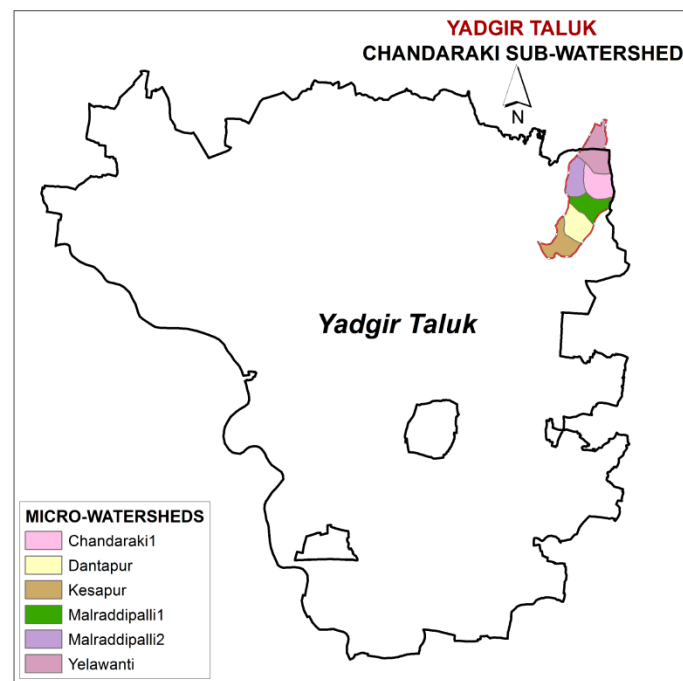 YADGIR TALUK
CHANDARAKI SUB-WATERSHED
N
Yadgir Taluk
MICRO-WATERSHEDS
Chandaraki1
Dantapur
Kesapur
Malraddipalli1
Malraddipalli2
Yelawanti